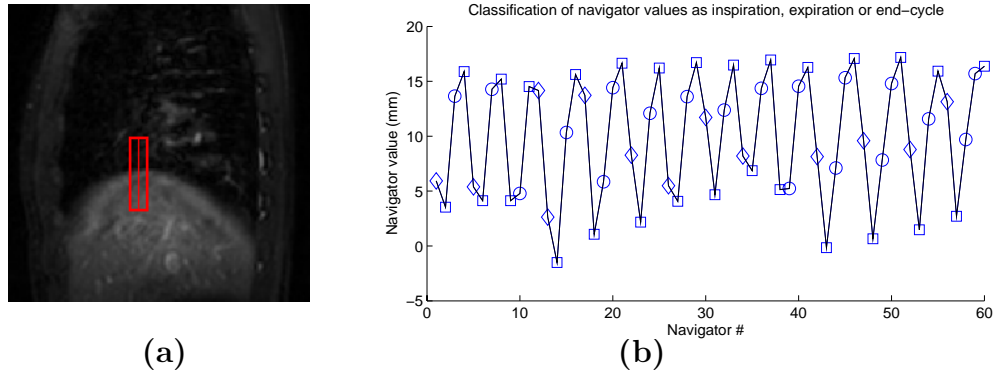 Classification of navigator values as inspiration, expiration or end−cycle
20
15
10
5
0
−5
Navigator value (mm)
0 10 20 30 40 50 60
Navigator #
(a) (b)